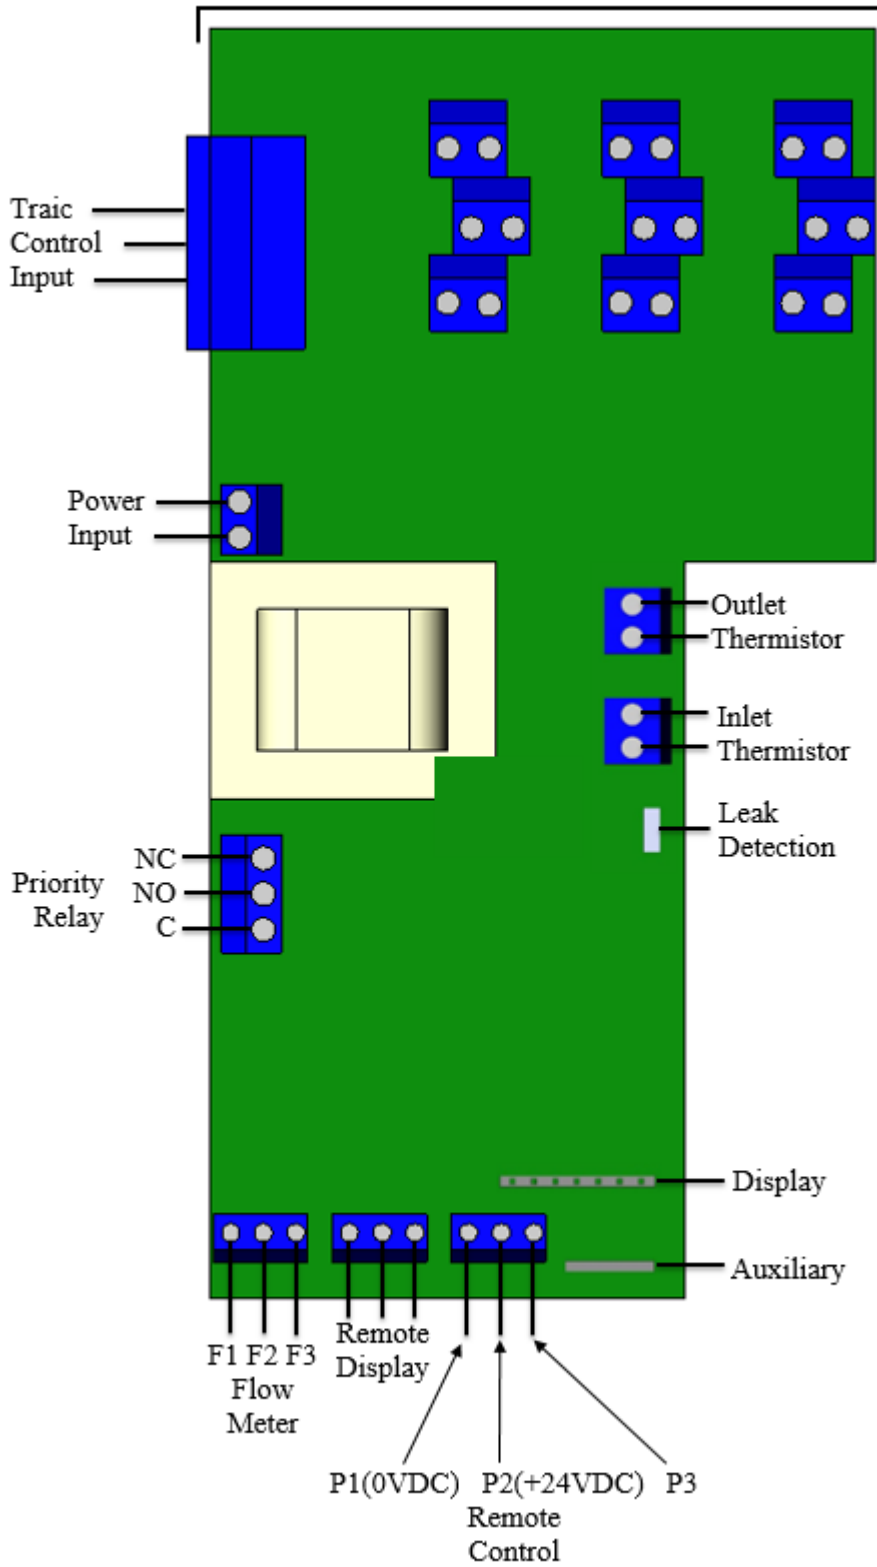 Traic
Control
Input
Power
Input
Outlet
Thermistor
Inlet
Thermistor
Leak
Detection
NC
Priority NO
Relay
C
Display
Auxiliary
F1 F2 F3
Flow
Meter
Remote
Display
P1(0VDC) P2(+24VDC) P3
Remote
Control